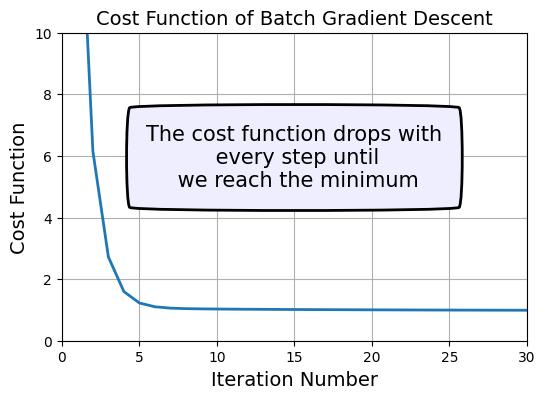 Cost Function of Batch Gradient Descent
10
8
6
4
2
0
Cost Function
The cost function drops with
every step until
we reach the minimum
0 5 10 15 20 25 30
Iteration Number